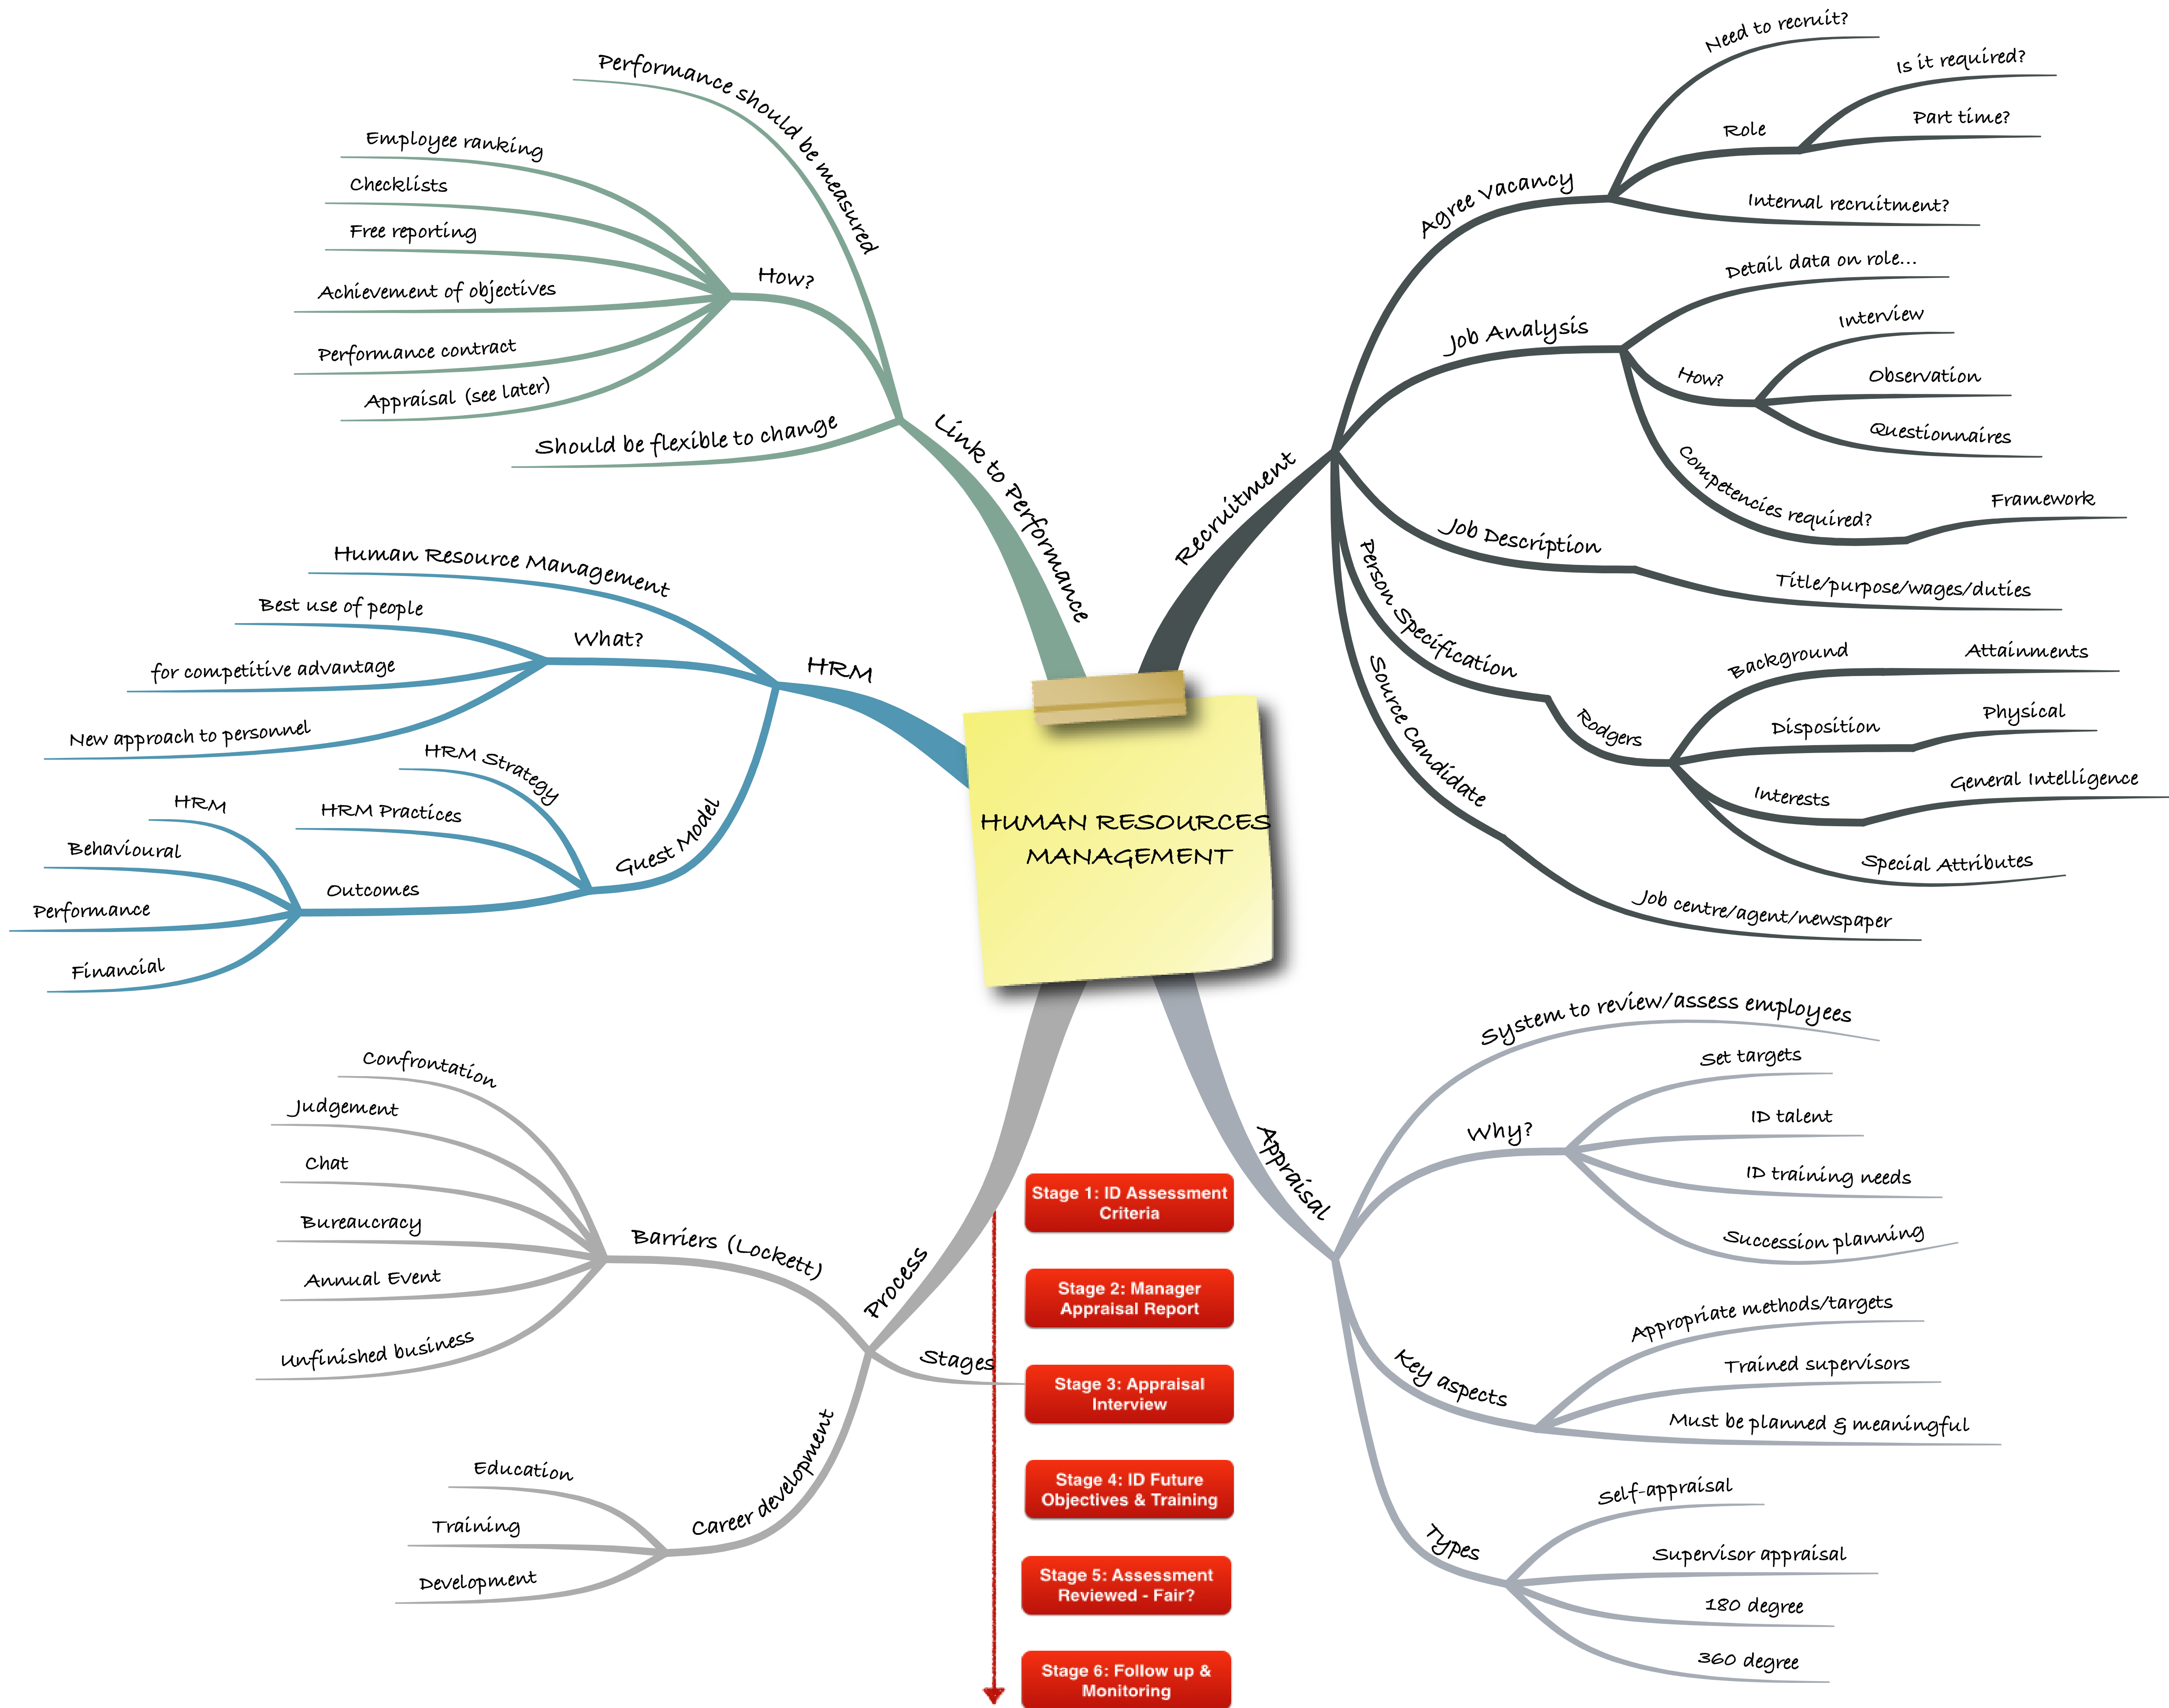 HUMAN RESOURCES
MANAGEMENT
Recruitment
Agree Vacancy
Need to recruit?
Role
Is it required?
Part time?
Internal recruitment?
Job Analysis
Detail data on role...
How?
Interview
Observation
Questionnaires
Competencies required?
Framework
Job Description
Title/purpose/wages/duties
Person Specification
Rodgers
Background
Attainments
Disposition
Physical
Interests
General Intelligence
Special Attributes
Source Candidate
Job centre/agent/newspaper
Appraisal
System to review/assess employees
Why?
Set targets
ID talent
ID training needs
Succession planning
Key aspects
Appropriate methods/targets
Trained supervisors
Must be planned & meaningful
Types
Self-appraisal
Supervisor appraisal
180 degree
360 degree
Process
Barriers (Lockett)
Confrontation
Judgement
Chat
Bureaucracy
Annual Event
Unfinished business
Stages
Stage 1: ID Assessment
Criteria
Stage 2: Manager
Appraisal Report
Stage 3: Appraisal
Interview
Stage 4: ID Future
Objectives & Training
Stage 5: Assessment
Reviewed - Fair?
Stage 6: Follow up &
Monitoring
Career development
Education
Training
Development
HRM
Human Resource Management
What?
Best use of people
for competitive advantage
New approach to personnel
Guest Model
HRM Strategy
HRM Practices
Outcomes
HRM
Behavioural
Performance
Financial
Link to Performance
Performance should be measured
How?
Employee ranking
Checklists
Free reporting
Achievement of objectives
Performance contract
Appraisal (see later)
Should be flexible to change